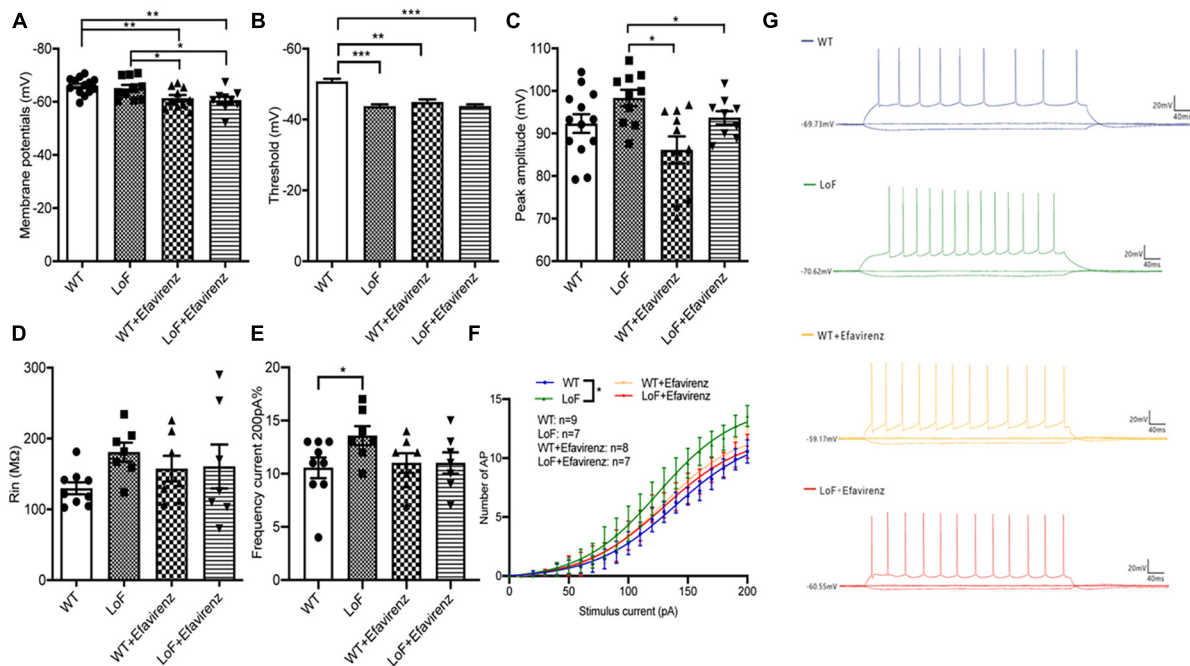 A
Membrane potentials (mV)
-80
-60
-40
-20
0
**
**
*
*
WT
LoF
WT+Efavirenz
LoF+Efavirenz
B
Threshold (mV)
-60
-40
-20
0
***
**
***
WT
LoF
WT+Efavirenz
LoF+Efavirenz
C
Peak amplitude (mV)
110
100
90
80
70
60
*
*
WT
LoF
WT+Efavirenz
LoF+Efavirenz
D
Rin (MΩ)
300
200
100
0
WT
LoF
WT+Efavirenz
LoF+Efavirenz
E
Frequency current 200pA%
20
15
10
5
0
*
WT
LoF
WT+Efavirenz
LoF+Efavirenz
F
Number of AP
15
10
5
0
WT
LoF
*
WT+Efavirenz
LoF+Efavirenz
WT: n=9
LoF: n=7
WT+Efavirenz: n=8
LoF+Efavirenz: n=7
0 50 100 150 200
Stimulus current (pA)
G
WT
-69.73mV
20mV
40ms
LoF
-70.62mV
20mV
40ms
WT+Efavirenz
-59.17mV
20mV
40ms
LoF+Efavirenz
-60.55mV
20mV
40ms